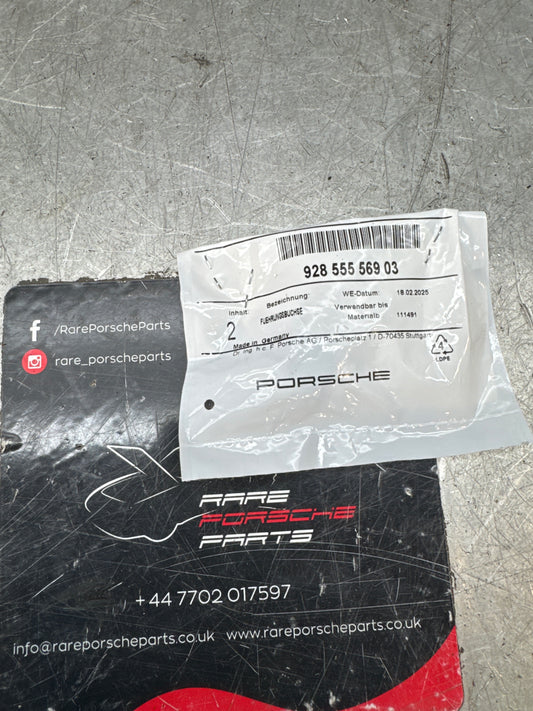 928 555 569 03
Inhalt: Bezeichnung: WE-Datum: 18.02.2025
2 FUEHRUNGSBUCHSE Verwendbar bis
Materialb 111491
Made in Germany
Dr. Ing. h.c. F. Porsche AG / Porscheplatz 1 / D-70435 Stuttgart
4
LDPE
PORSCHE
/RarePorscheParts
rare_porscheparts
RARE
PORSCHE
PARTS
+44 7702 017597
info@rareporscheparts.co.uk www.rareporscheparts.co.uk